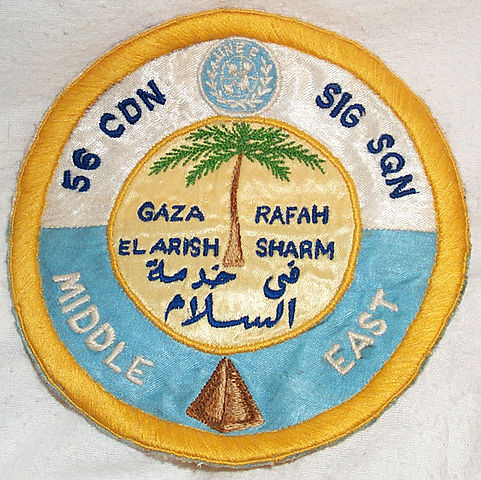 UNEF
56 CDN SIG SQN
GAZA RAFAH
EL ARISH SHARM
في خدمة
السلام
MIDDLE EAST